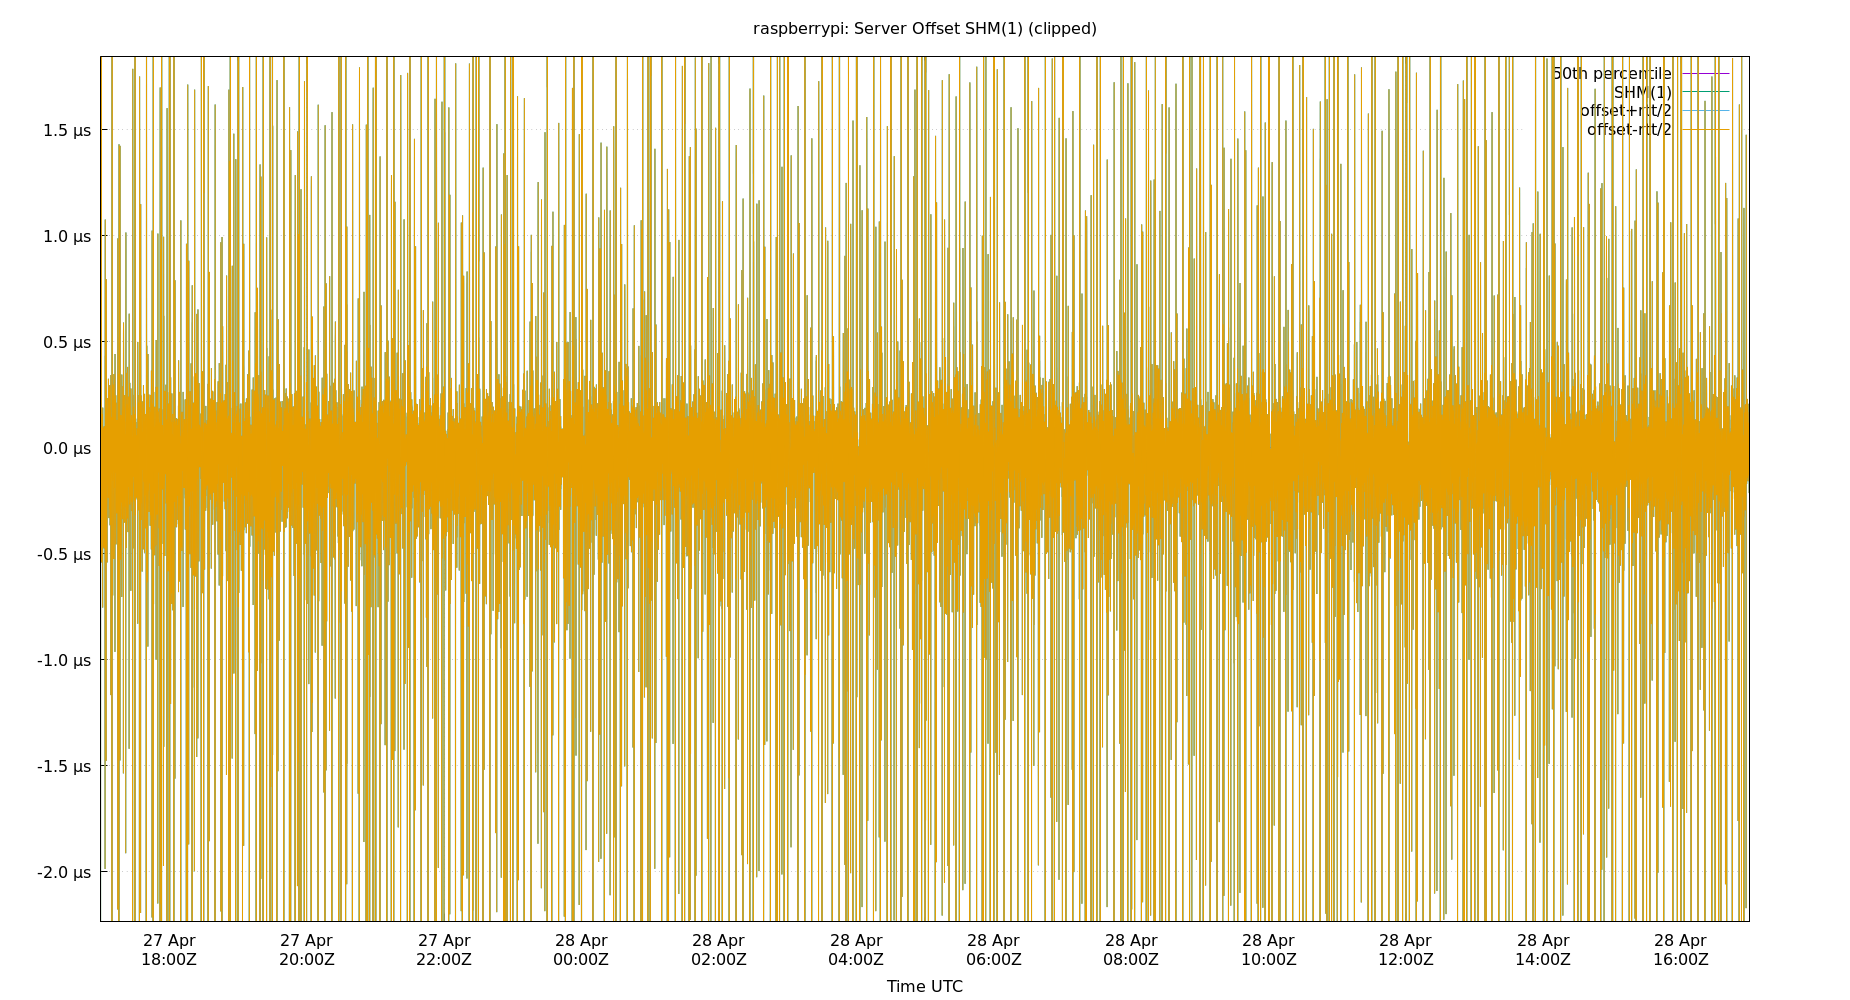 raspberrypi: Server Offset SHM(1) (clipped)
50th percentile
SHM(1)
offset+rtt/2
offset-rtt/2
1.5 µs
1.0 µs
0.5 µs
0.0 µs
-0.5 µs
-1.0 µs
-1.5 µs
-2.0 µs
27 Apr 27 Apr 27 Apr 28 Apr 28 Apr 28 Apr 28 Apr 28 Apr 28 Apr 28 Apr 28 Apr 28 Apr
18:00Z 20:00Z 22:00Z 00:00Z 02:00Z 04:00Z 06:00Z 08:00Z 10:00Z 12:00Z 14:00Z 16:00Z
Time UTC